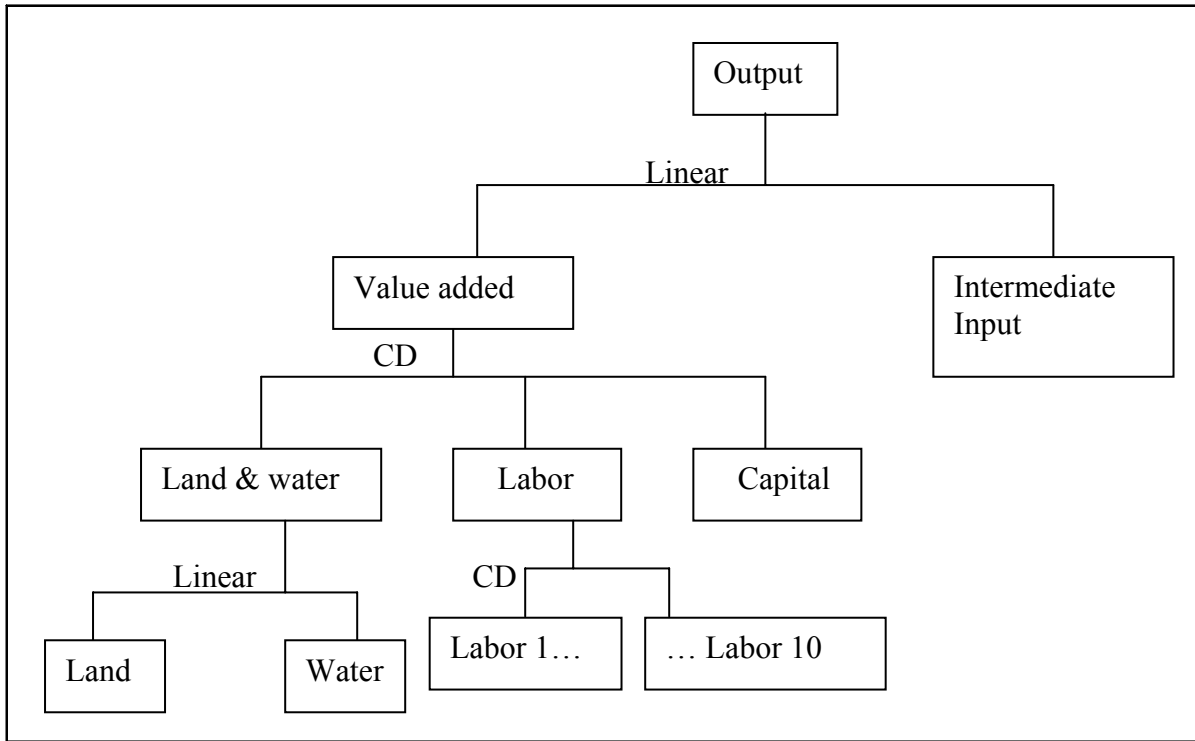 Output
Linear
Value added
Intermediate
Input
CD
Land & water
Labor
Capital
Linear
CD
Land
Water
Labor 1…
… Labor 10